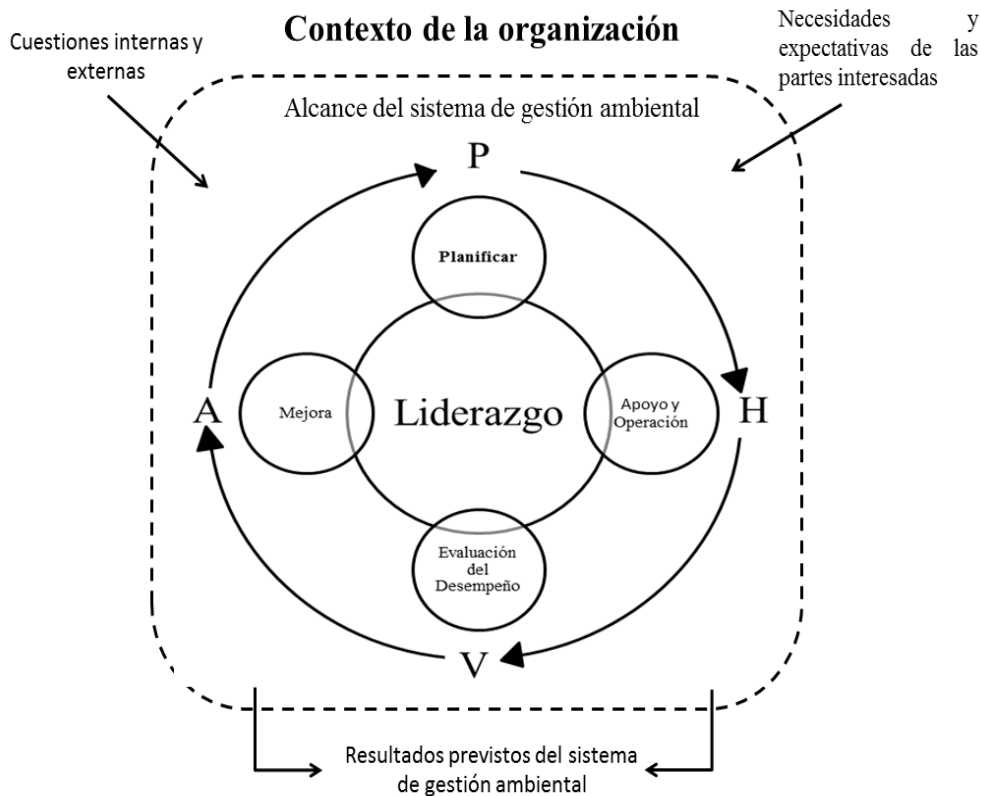 Contexto de la organización
Cuestiones internas y
externas
Necesidades y
expectativas de las
partes interesadas
Alcance del sistema de gestión ambiental
P
Planificar
A
Mejora
Liderazgo
Apoyo y
Operación
H
Evaluación
del
Desempeño
V
Resultados previstos del sistema
de gestión ambiental